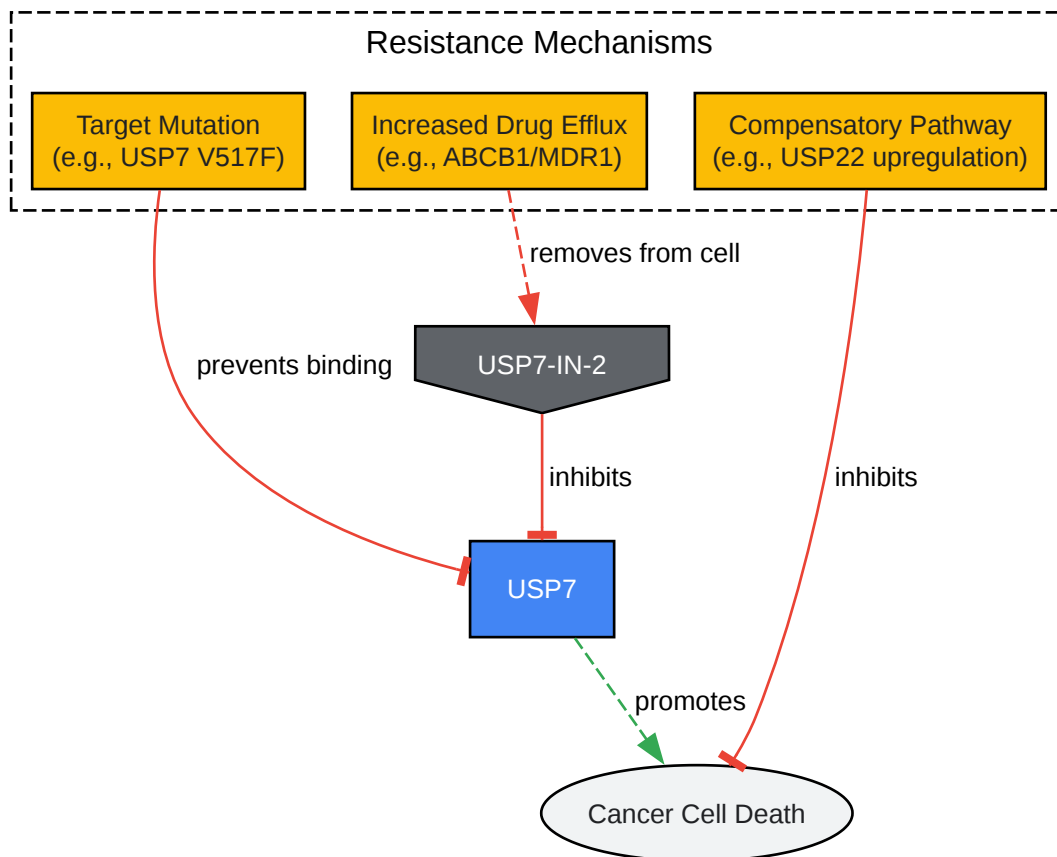 Resistance Mechanisms
Target Mutation
(e.g., USP7 V517F)
Increased Drug Efflux
(e.g., ABCB1/MDR1)
Compensatory Pathway
(e.g., USP22 upregulation)
removes from cell
prevents binding
USP7-IN-2
inhibits
inhibits
USP7
promotes
Cancer Cell Death